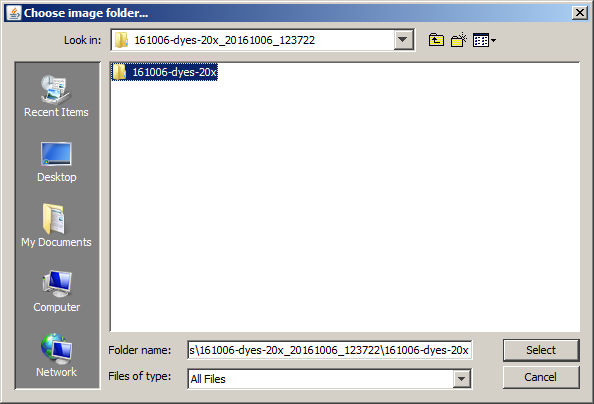 Choose image folder...
Look in: 161006-dyes-20x_20161006_123722
161006-dyes-20x
Recent Items
Desktop
My Documents
Computer
Network
Folder name: s\161006-dyes-20x_20161006_123722\161006-dyes-20x
Select
Files of type: All Files
Cancel